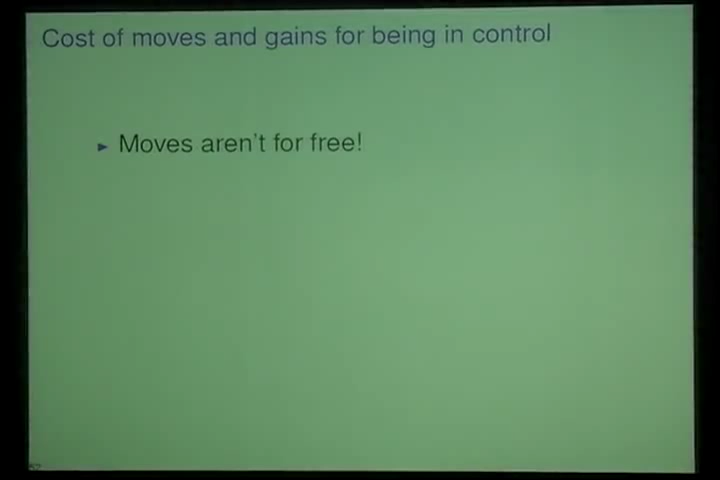 Cost of moves and gains for being in control
► Moves aren't for free!